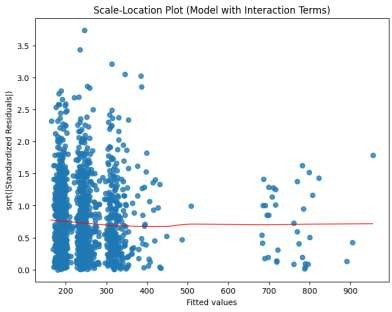 Scale-Location Plot (Model with Interaction Terms)
sqrt(|Standardized Residuals|)
3.5
3.0
2.5
2.0
1.5
1.0
0.5
0.0
200 300 400 500 600 700 800 900
Fitted values